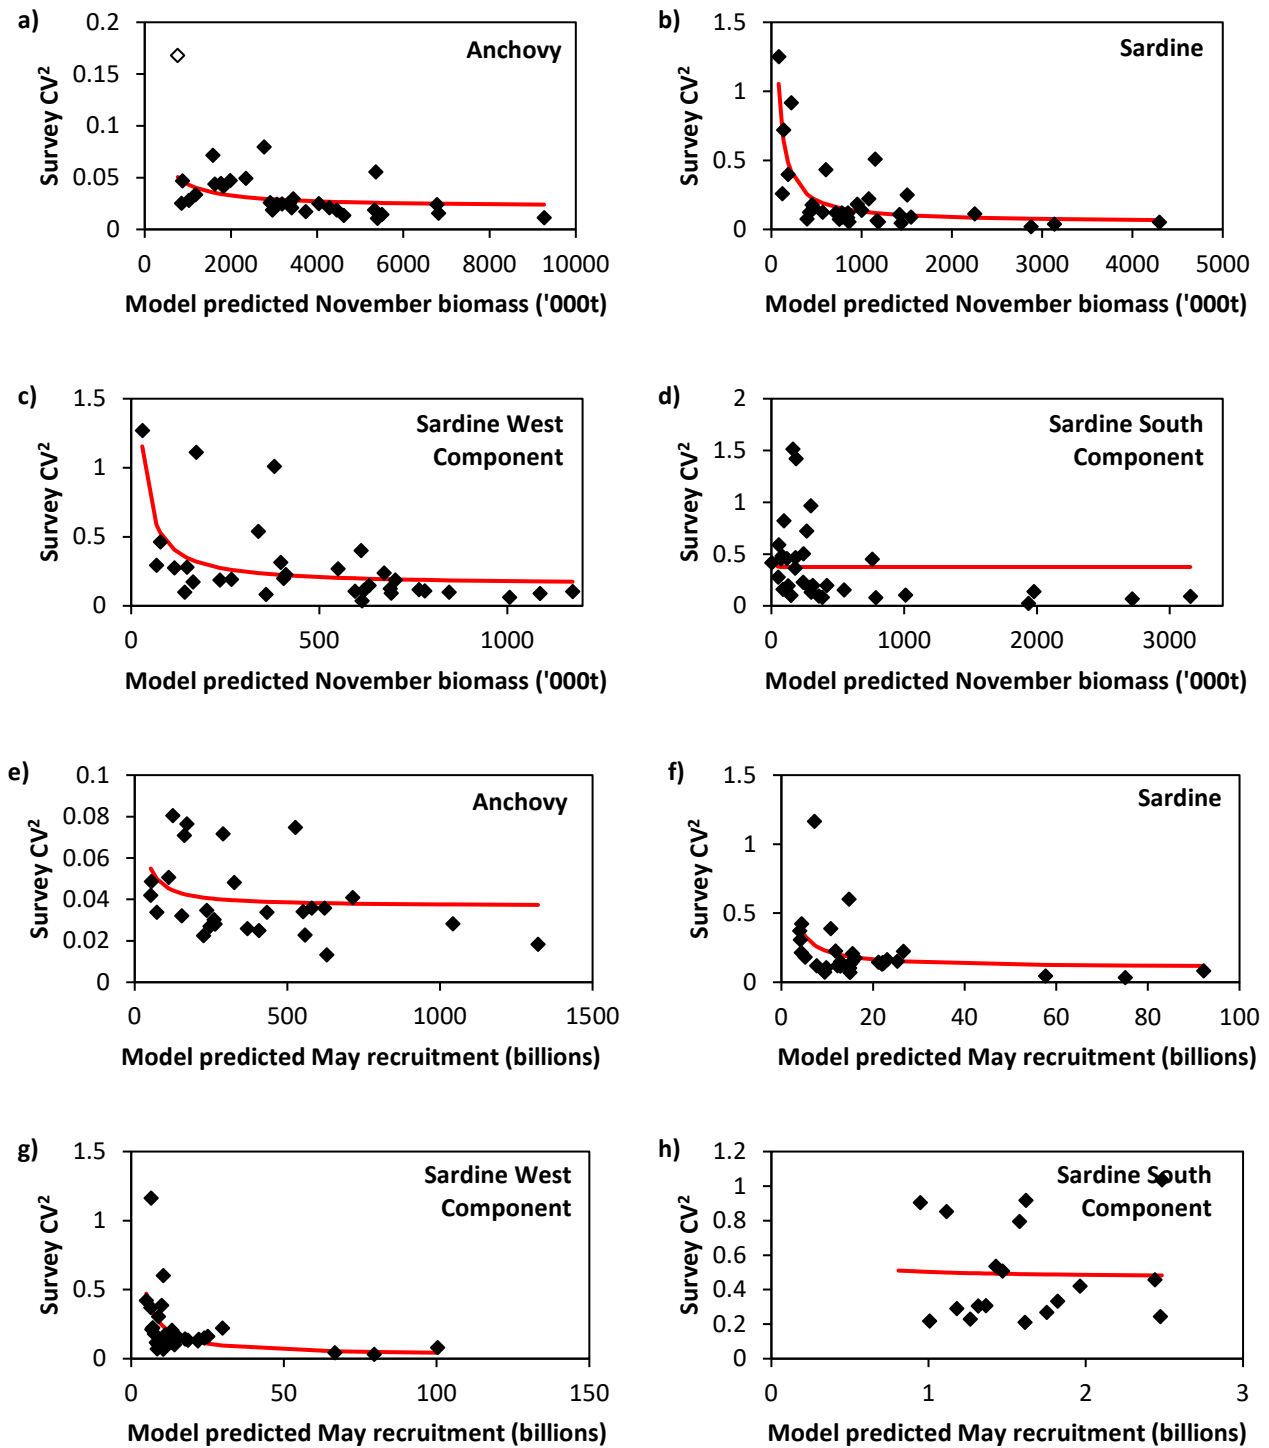 a)
Anchovy
Survey CV²
0.2
0.15
0.1
0.05
0
0 2000 4000 6000 8000 10000
Model predicted November biomass ('000t)
b)
Sardine
Survey CV²
1.5
1
0.5
0
0 1000 2000 3000 4000 5000
Model predicted November biomass ('000t)
c)
Sardine West
Component
Survey CV²
1.5
1
0.5
0
0 500 1000
Model predicted November biomass ('000t)
d)
Sardine South
Component
Survey CV²
2
1.5
1
0.5
0
0 1000 2000 3000
Model predicted November biomass ('000t)
e)
Anchovy
Survey CV²
0.1
0.08
0.06
0.04
0.02
0
0 500 1000 1500
Model predicted May recruitment (billions)
f)
Sardine
Survey CV²
1.5
1
0.5
0
0 20 40 60 80 100
Model predicted May recruitment (billions)
g)
Sardine West
Component
Survey CV²
1.5
1
0.5
0
0 50 100 150
Model predicted May recruitment (billions)
h)
Sardine South
Component
Survey CV²
1.2
1
0.8
0.6
0.4
0.2
0
0 1 2 3
Model predicted May recruitment (billions)